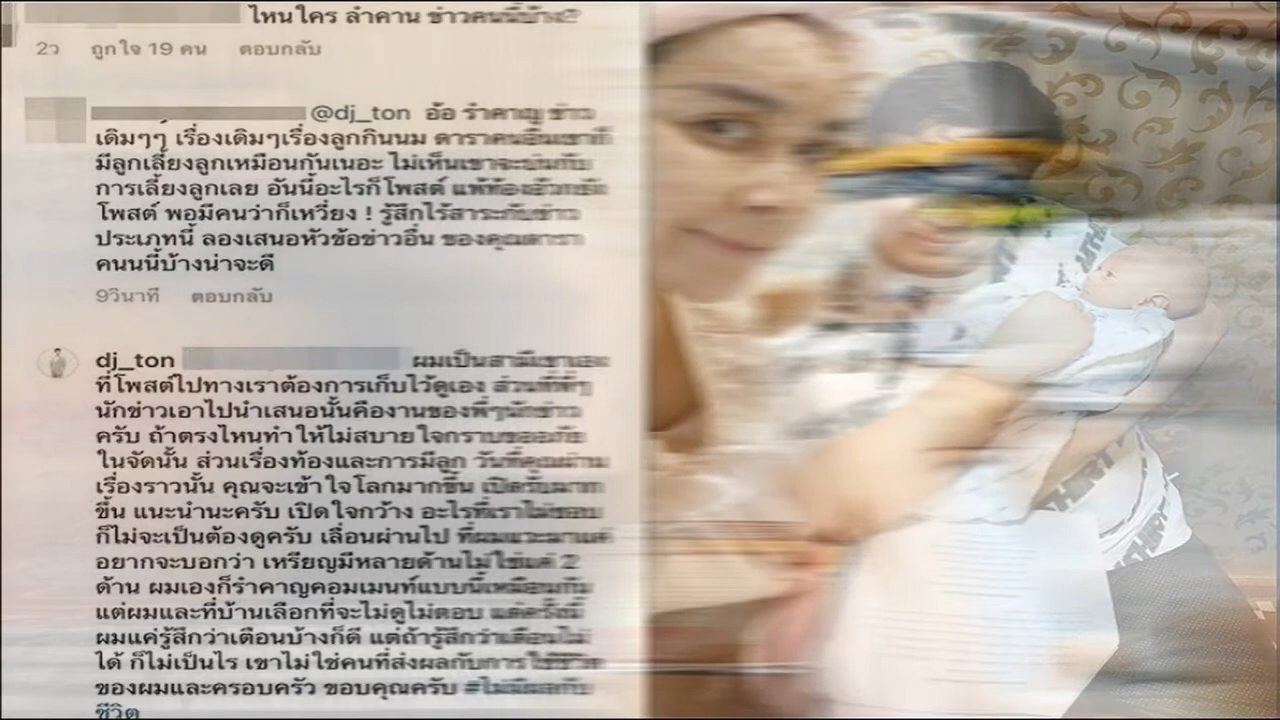 ไหนใคร ลำคาน ข่าวคนนี้บ้าง?
2ว ถูกใจ 19 คน ตอบกลับ
@dj_ton อ้อ รำคาญ ข่าว
เดิมๆๆ เรื่องเดิมๆเรื่องลูกกินนม ดาราคนอื่นเขาก็
มีลูกเลี้ยงลูกเหมือนกันเนอะ ไม่เห็นเขาจะ
การเลี้ยงลูกเลย อันนี้อะไรก็โพสต์ แพ้ท้อง
โพสต์ พอมีคนว่าก็เหวี่ยง ! รู้สึกไร้สาระกับข่าว
ประเภทนี้ ลองเสนอหัวข้อข่าวอื่น ของคุณดารา
คนนนี้บ้างน่าจะดี
9วินาที ตอบกลับ
dj_ton ผมเป็นสามีเขาเอง
ที่โพสต์ไปทางเราต้องการเก็บไว้ดูเอง ส่วนที่พี่ๆ
นักข่าวเอาไปนำเสนอนั้นคืองานของพี่ๆนักข่าว
ครับ ถ้าตรงไหนทำให้ไม่สบายใจกราบขออภัย
ในจัดนั้น ส่วนเรื่องท้องและการมีลูก วันที่คุณผ่าน
เรื่องราวนั้น คุณจะเข้าใจโลกมากขึ้น เปิดรับมาก
ขึ้น แนะนำนะครับ เปิดใจกว้าง อะไรที่เราไม่ชอบ
ก็ไม่จะเป็นต้องดูครับ เลื่อนผ่านไป ที่ผมแวะมาแค่
อยากจะบอกว่า เหรียญมีหลายด้านไม่ใช่แค่ 2
ด้าน ผมเองก็รำคาญคอมเมนท์แบบนี้เหมือนกัน
แต่ผมและที่บ้านเลือกที่จะไม่ดูไม่ตอบ แต่ครั้งนี้
ผมแค่รู้สึกว่าเตือนบ้างก็ดี แต่ถ้ารู้สึกว่าเตือนไม่
ได้ ก็ไม่เป็นไร เขาไม่ใช่คนที่ส่งผลกับการใช้ชีวิต
ของผมและครอบครัว ขอบคุณครับ #ไม่มีผลกับ
ชีวิต